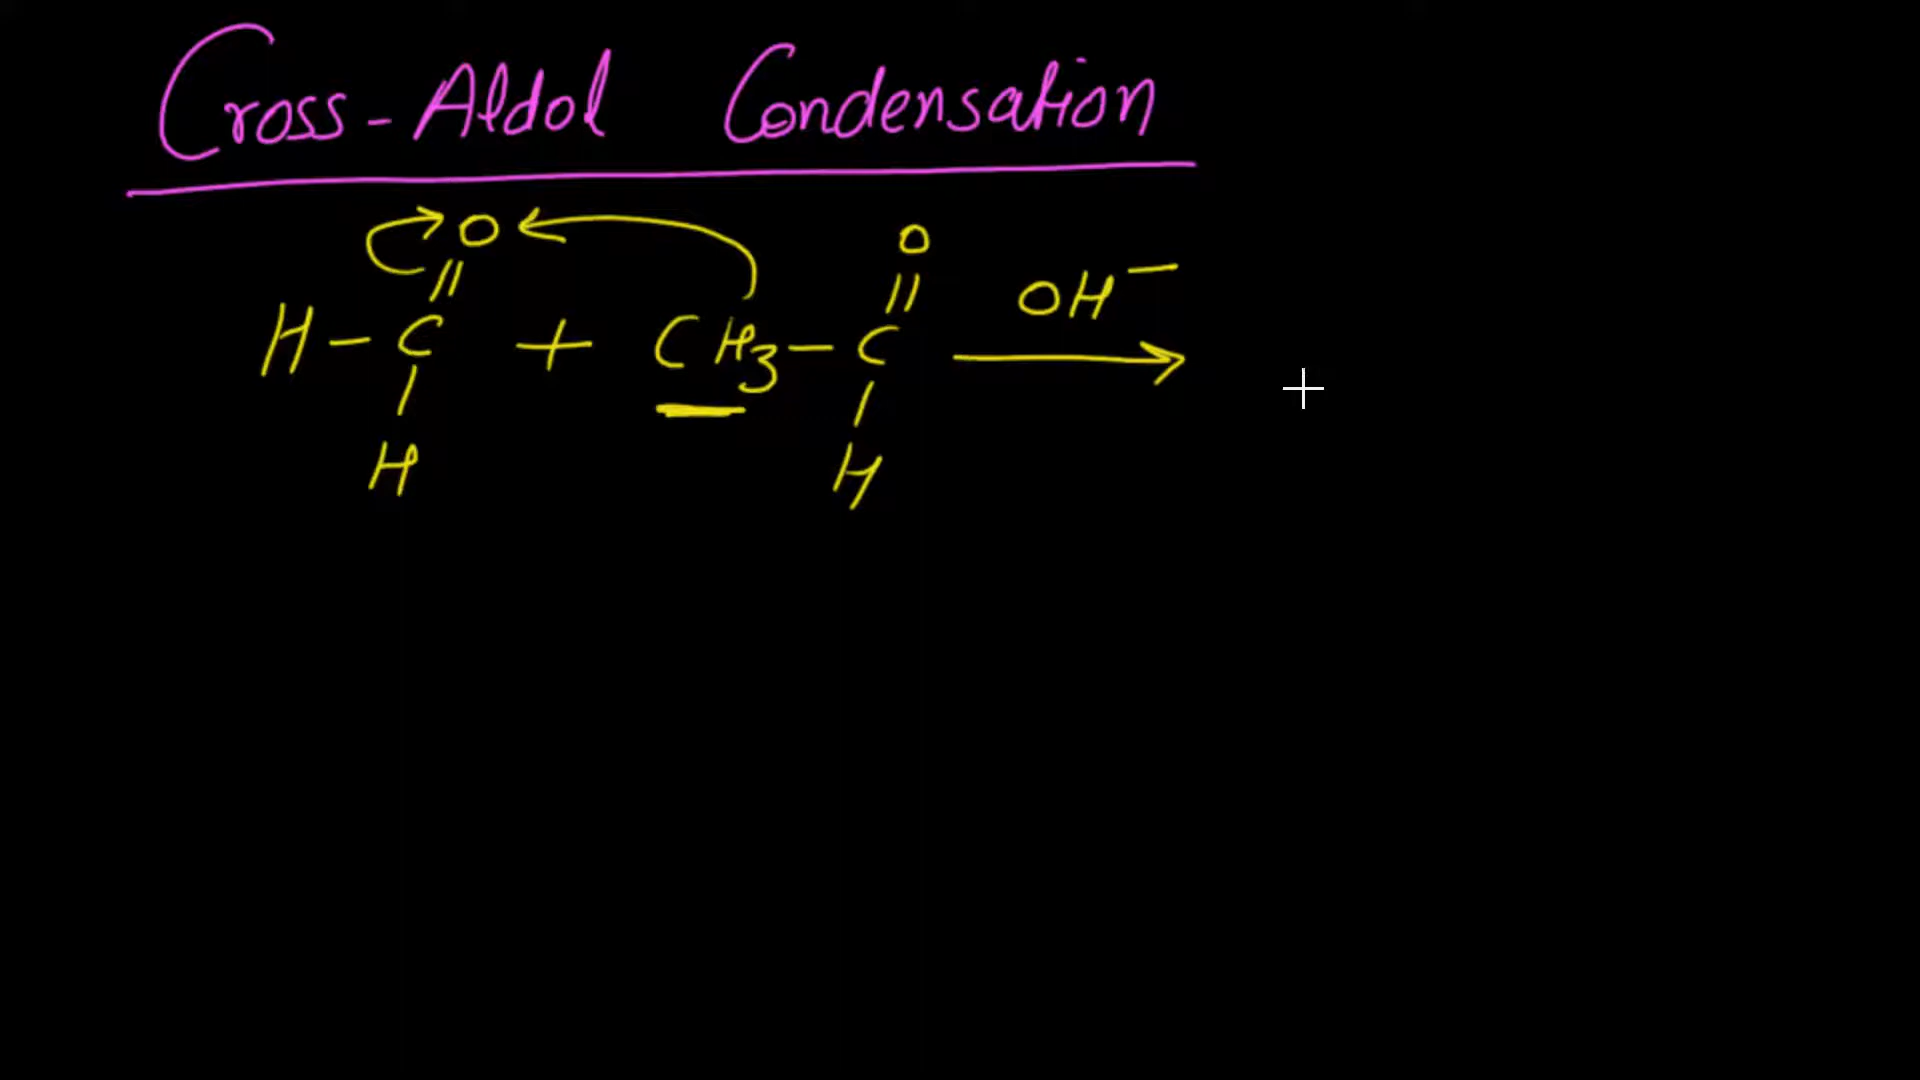 Cross-Aldol Condensation
O O
|| || OH⁻
H-C + CH₃-C →
| |
H H